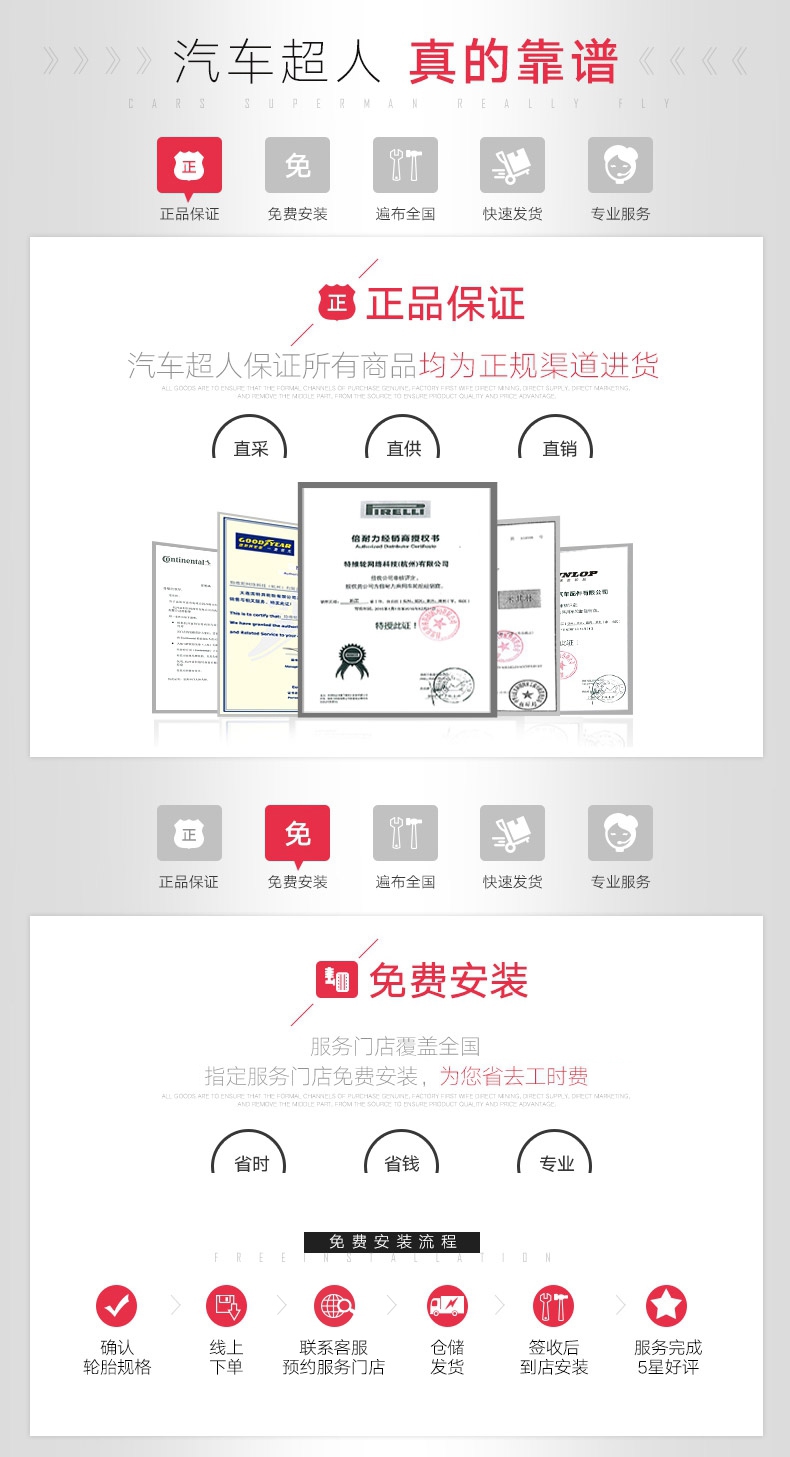 汽车超人 真的靠谱
CARS SUPERMAN REALLY FLY
正
免
正品保证
免费安装
遍布全国
快速发货
专业服务
正 正品保证
汽车超人保证所有商品均为正规渠道进货
ALL GOODS ARE TO ENSURE THAT THE FORMAL CHANNELS OF PURCHASE GENUINE, FACTORY FIRST WIFE DIRECT MINING, DIRECT SUPPLY, DIRECT MARKETING,
AND REMOVE THE MIDDLE PART, FROM THE SOURCE TO ENSURE PRODUCT QUALITY AND PRICE ADVANTAGE.
直采
直供
直销
Continental
GOODYEAR
This is to certify that
We have granted the
and Related Service to your
PIRELLI
倍耐力经销商授权书
Authorized Distributor Certificate
特维轮网络科技(杭州)有限公司
特授此证！
正
免
正品保证
免费安装
遍布全国
快速发货
专业服务
免费安装
服务门店覆盖全国
指定服务门店免费安装，为您省去工时费
ALL GOODS ARE TO ENSURE THAT THE FORMAL CHANNELS OF PURCHASE GENUINE, FACTORY FIRST WIFE DIRECT MINING, DIRECT SUPPLY, DIRECT MARKETING,
AND REMOVE THE MIDDLE PART, FROM THE SOURCE TO ENSURE PRODUCT QUALITY AND PRICE ADVANTAGE.
省时
省钱
专业
免费安装流程
FREEINSTALLATION
确认
轮胎规格
线上
下单
联系客服
预约服务门店
仓储
发货
签收后
到店安装
服务完成
5星好评